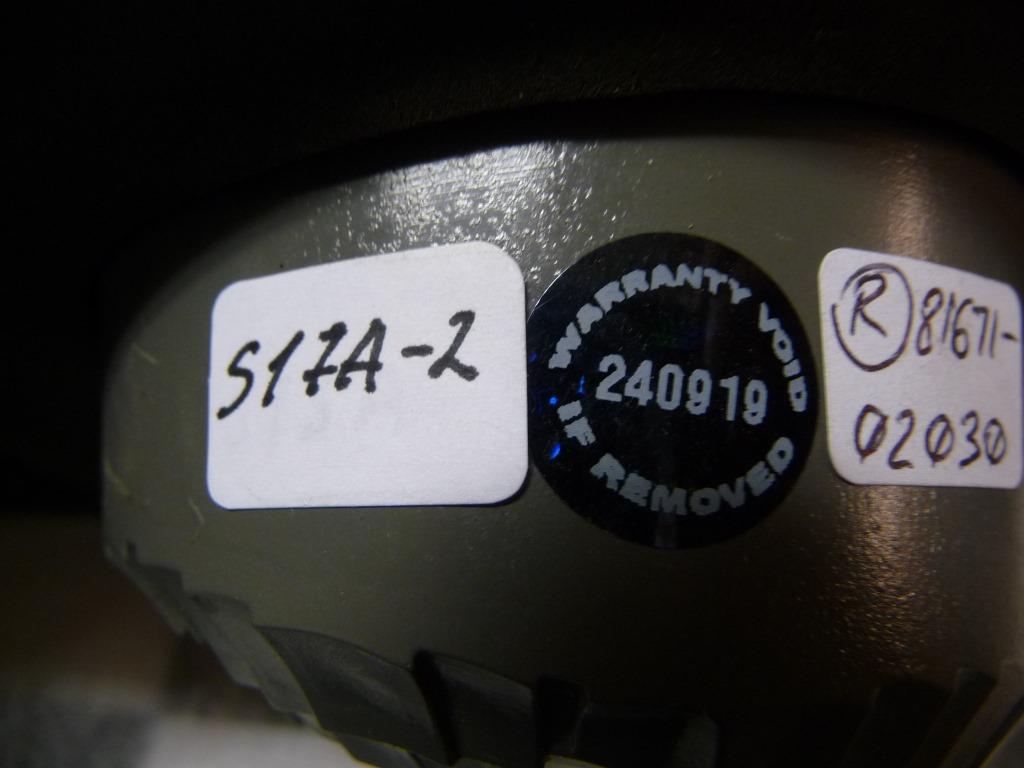 S17A-2
WARRANTY VOID
240919
IF REMOVED
R 81671-
02030